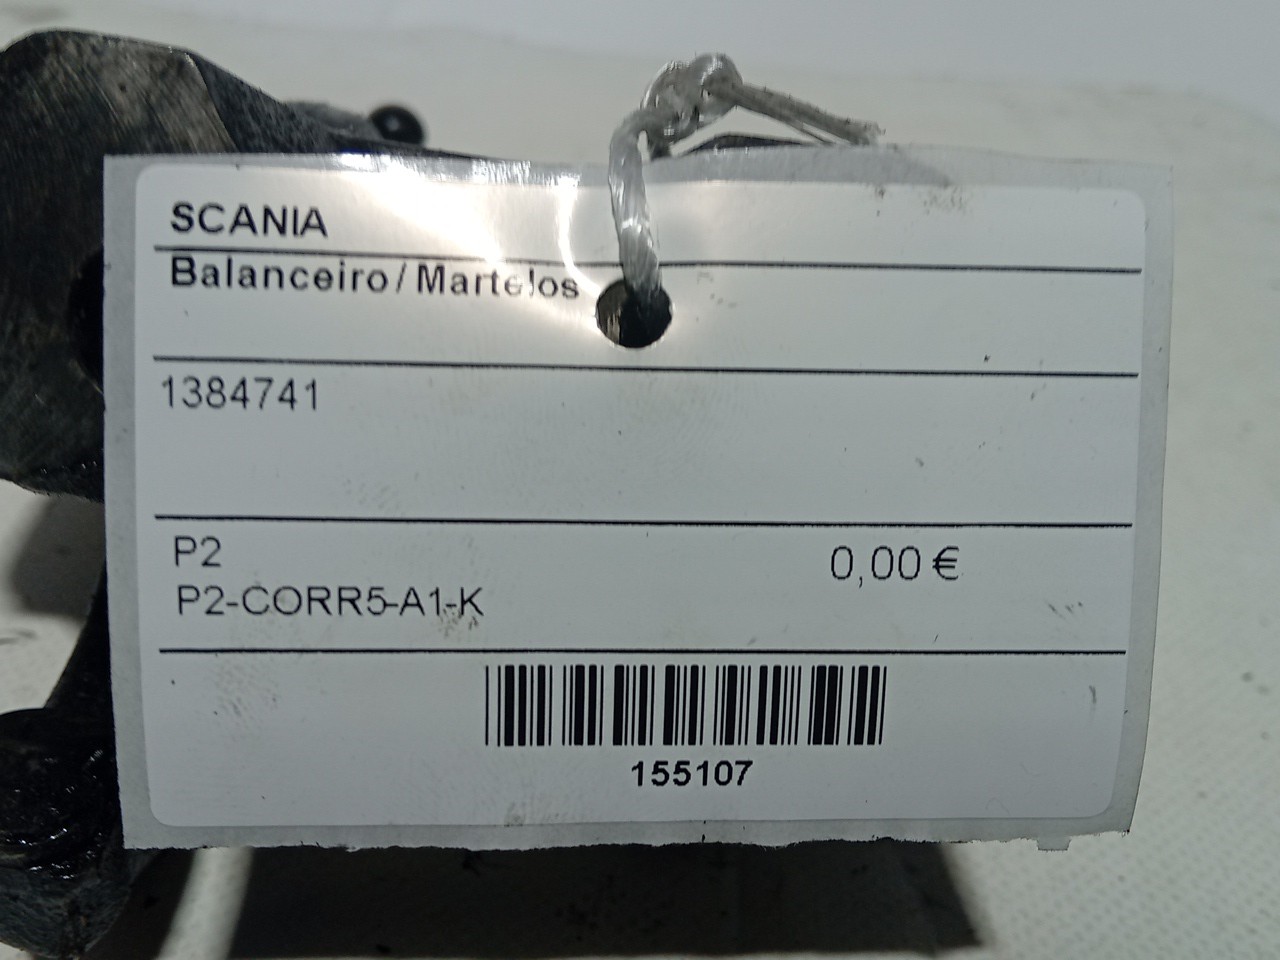 SCANIA
Balanceiro / Martelos
1384741
P2
0,00 €
P2-CORR5-A1-K
155107